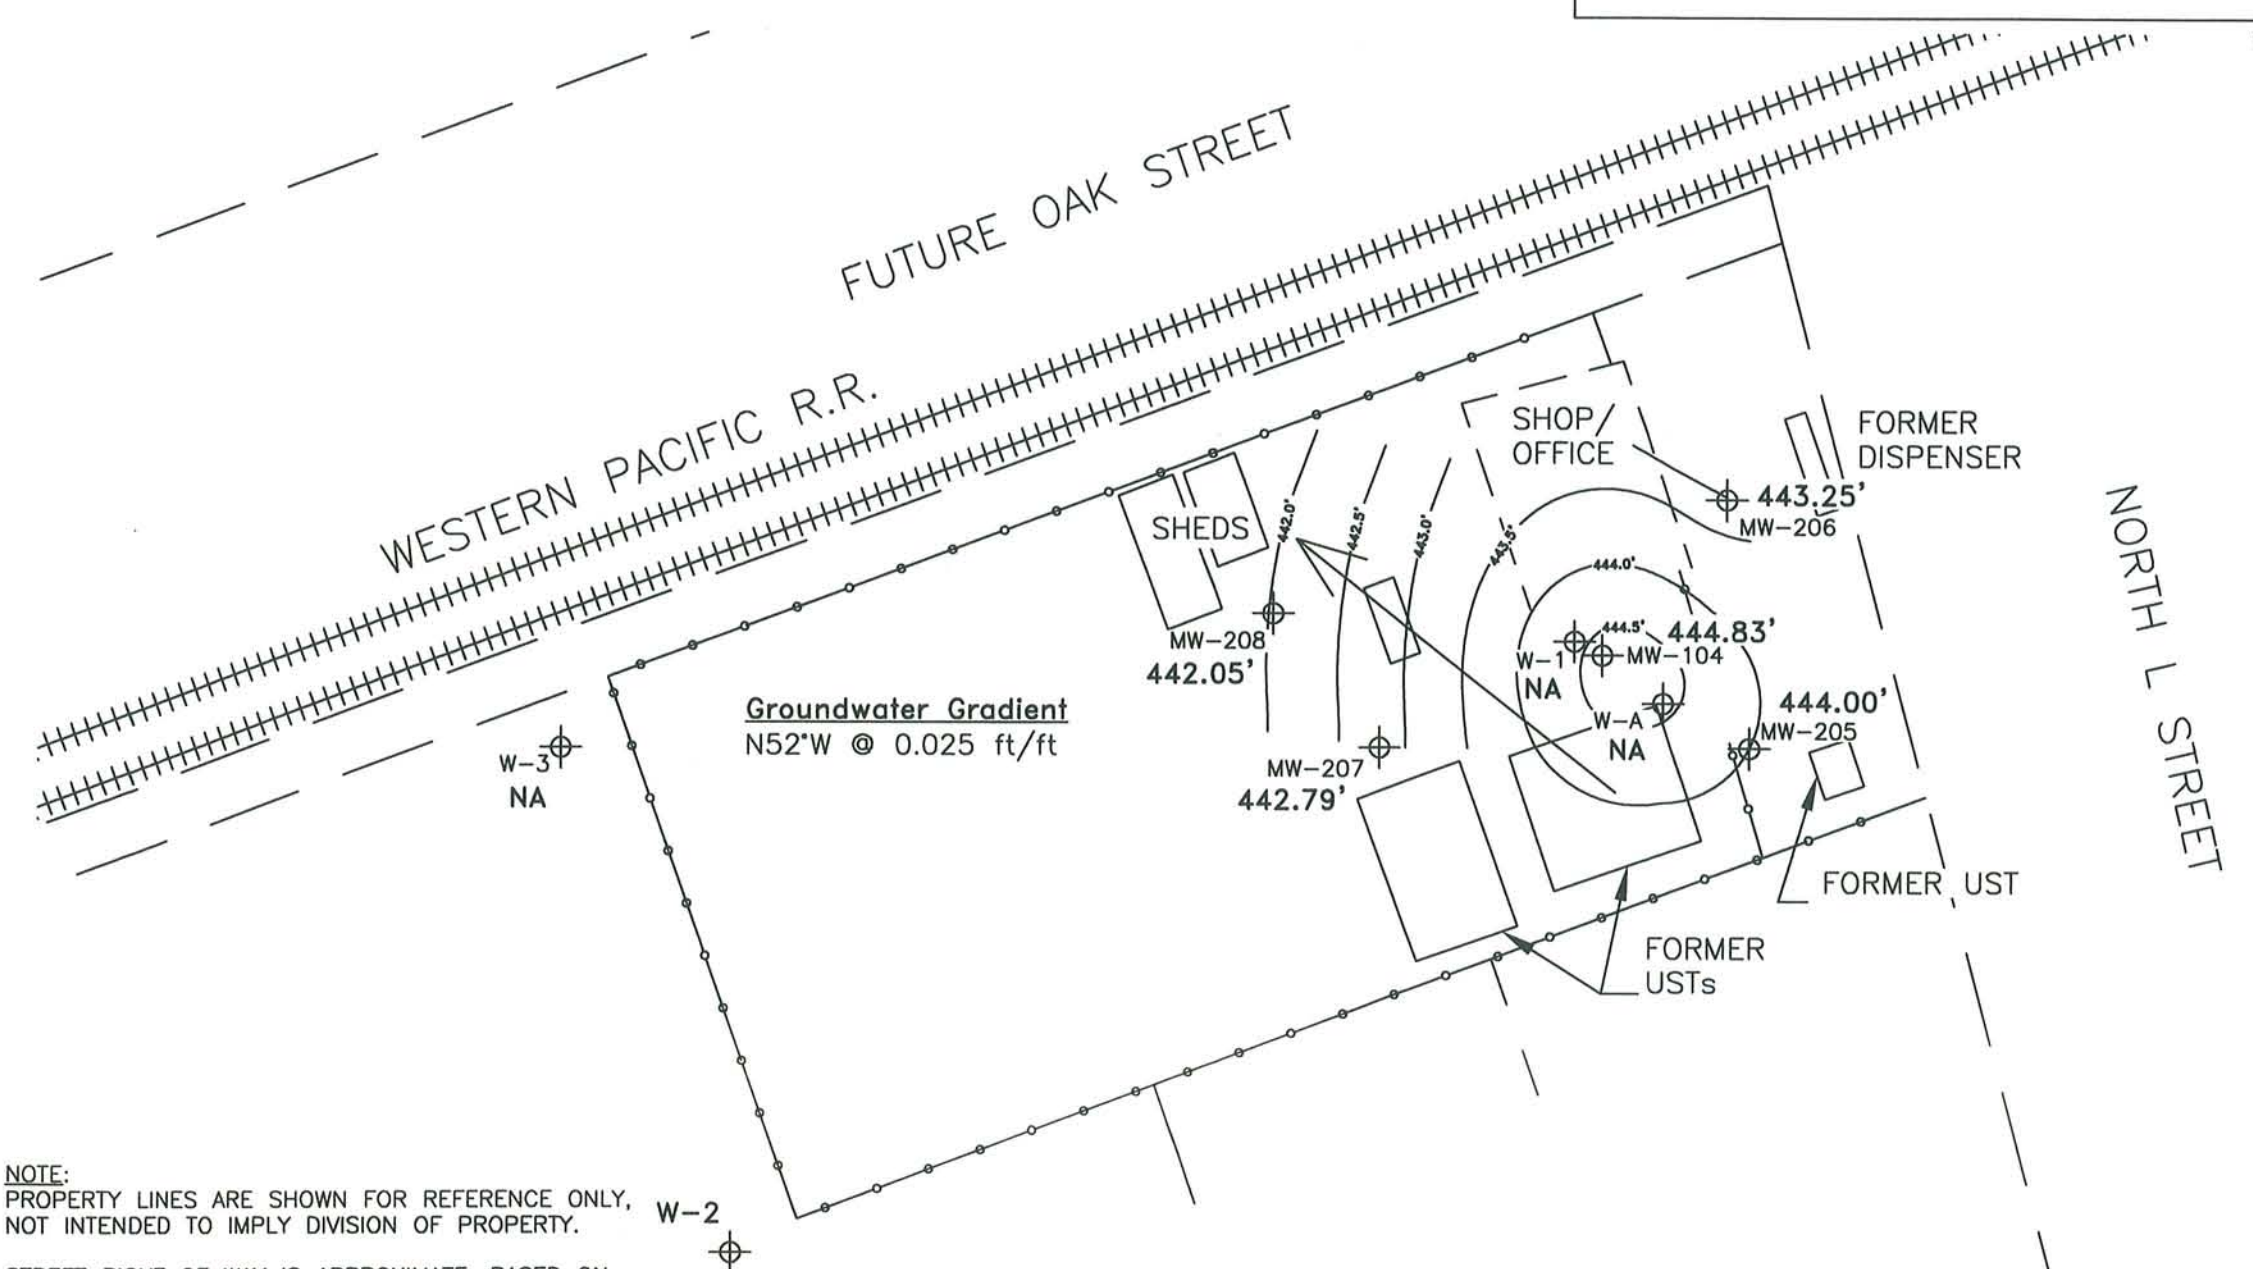 FUTURE OAK STREET
WESTERN PACIFIC R.R.
SHOP/
OFFICE
FORMER
DISPENSER
443.25'
MW-206
NORTH L STREET
SHEDS
442.0'
442.5'
443.0'
443.5'
444.0'
444.5'
444.83'
MW-104
W-1
NA
MW-208
442.05'
Groundwater Gradient
N52°W @ 0.025 ft/ft
W-A
NA
444.00'
MW-205
W-3
NA
MW-207
442.79'
FORMER UST
FORMER
USTs
NOTE:
PROPERTY LINES ARE SHOWN FOR REFERENCE ONLY,
NOT INTENDED TO IMPLY DIVISION OF PROPERTY.
W-2